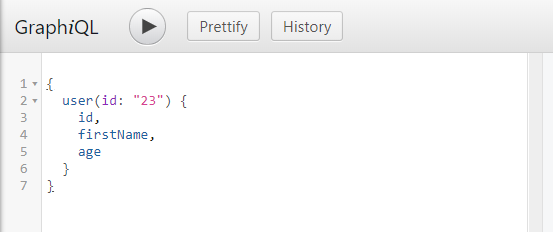 GraphiQL Prettify History
1 {
2 user(id: "23") {
3 id,
4 firstName,
5 age
6 }
7 }